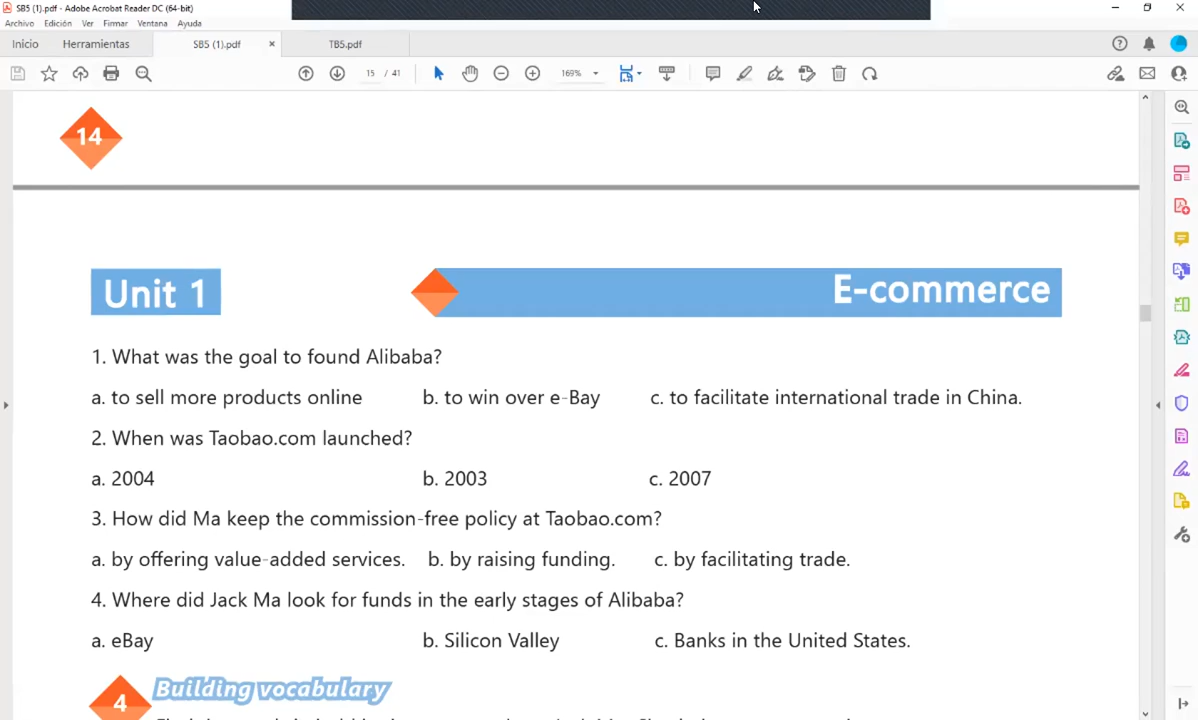 SB5 (1).pdf - Adobe Acrobat Reader DC (64-bit)
Archivo Edición Ver Firmar Ventana Ayuda
Inicio Herramientas SB5 (1).pdf × TB5.pdf
15 / 41 169%
14
Unit 1 E-commerce
1. What was the goal to found Alibaba?
a. to sell more products online b. to win over e-Bay c. to facilitate international trade in China.
2. When was Taobao.com launched?
a. 2004 b. 2003 c. 2007
3. How did Ma keep the commission-free policy at Taobao.com?
a. by offering value-added services. b. by raising funding. c. by facilitating trade.
4. Where did Jack Ma look for funds in the early stages of Alibaba?
a. eBay b. Silicon Valley c. Banks in the United States.
4 Building vocabulary